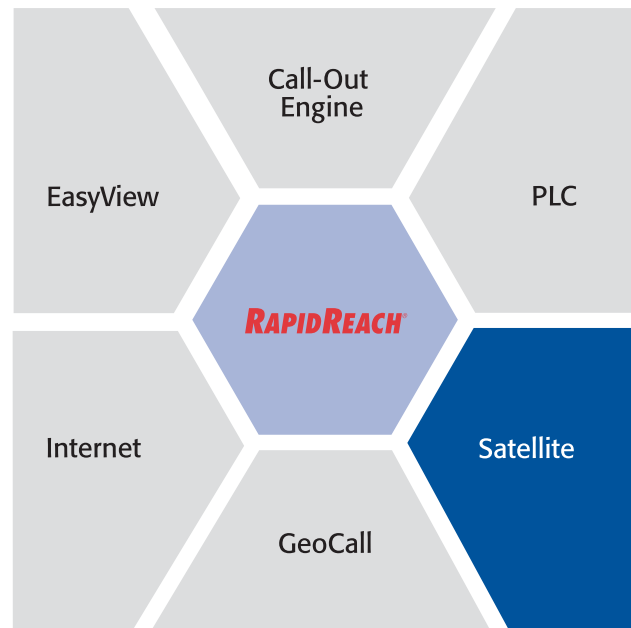 Call-Out
Engine
EasyView
PLC
RAPIDREACH®
Internet
Satellite
GeoCall